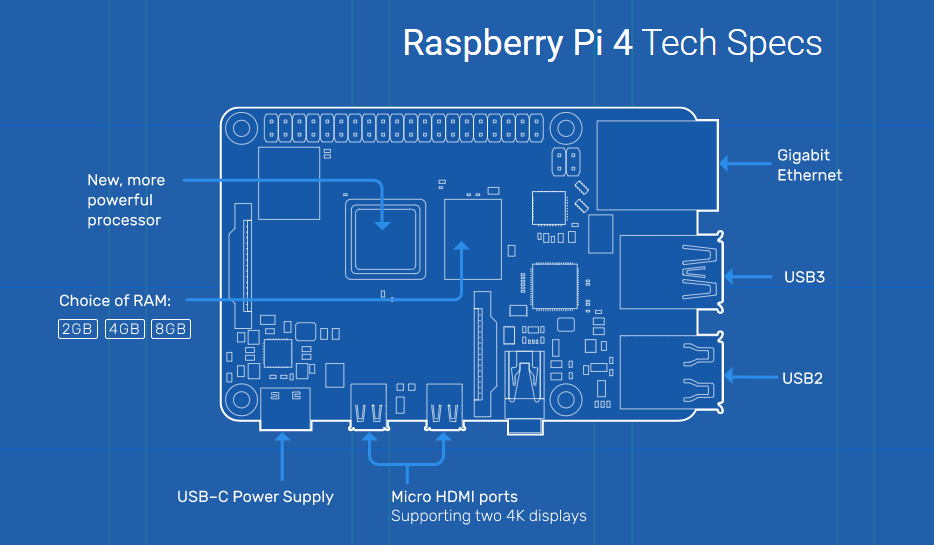 Raspberry Pi 4 Tech Specs
New, more
powerful
processor
Choice of RAM:
2GB 4GB 8GB
Gigabit
Ethernet
USB3
USB2
USB-C Power Supply
Micro HDMI ports
Supporting two 4K displays